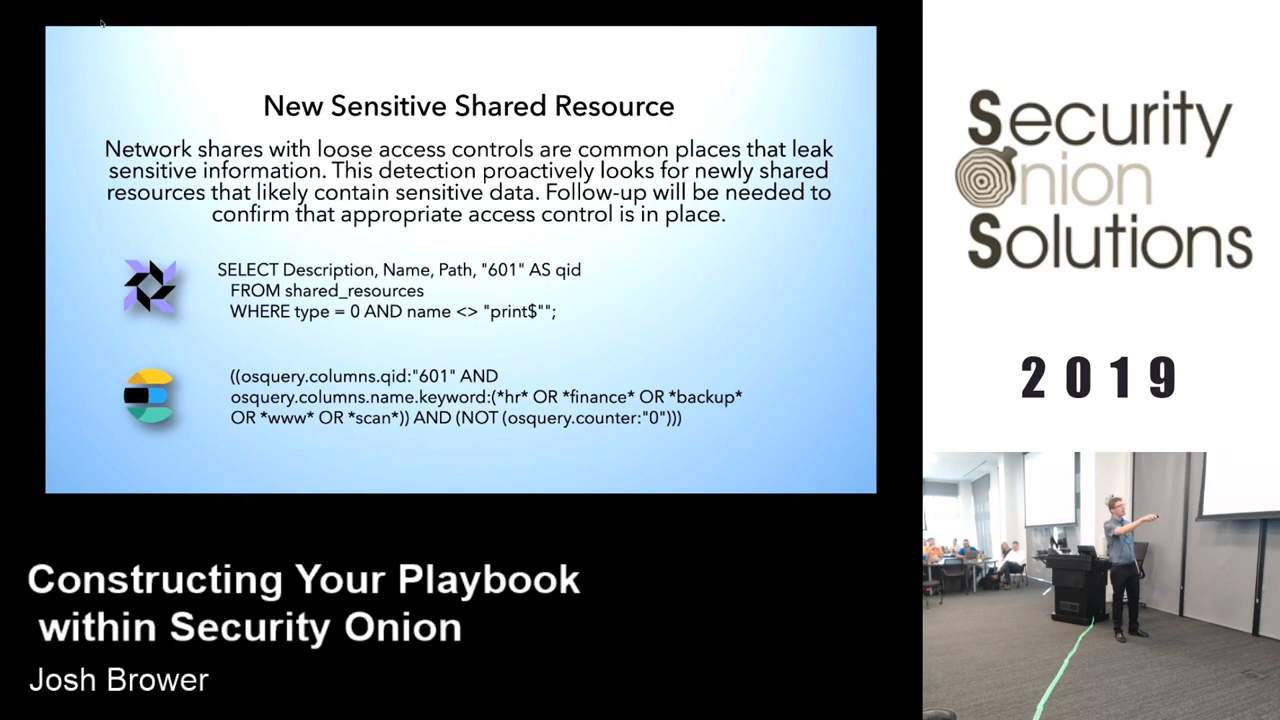 New Sensitive Shared Resource
Network shares with loose access controls are common places that leak
sensitive information. This detection proactively looks for newly shared
resources that likely contain sensitive data. Follow-up will be needed to
confirm that appropriate access control is in place.
SELECT Description, Name, Path, "601" AS qid
FROM shared_resources
WHERE type = 0 AND name <> "print$"";
((osquery.columns.qid:"601" AND
osquery.columns.name.keyword:(*hr* OR *finance* OR *backup*
OR *www* OR *scan*)) AND (NOT (osquery.counter:"0")))
Security
Onion
Solutions
2019
Constructing Your Playbook
within Security Onion
Josh Brower